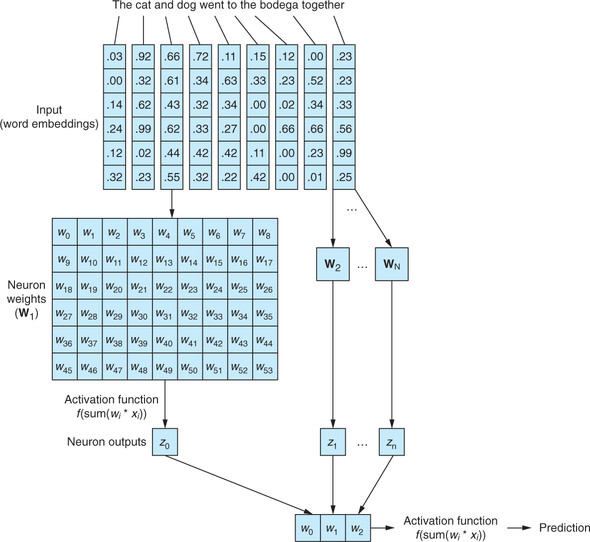 The cat and dog went to the bodega together
.03 .92 .66 .72 .11 .15 .12 .00 .23
.00 .32 .61 .34 .63 .33 .23 .52 .23
.14 .62 .43 .32 .34 .00 .02 .34 .33
.24 .99 .62 .33 .27 .00 .66 .66 .56
.12 .02 .44 .42 .42 .11 .00 .23 .99
.32 .23 .55 .32 .22 .42 .00 .01 .25
Input
(word embeddings)
...
w0 w1 w2 w3 w4 w5 w6 w7 w8
w9 w10 w11 w12 w13 w14 w15 w16 w17
w18 w19 w20 w21 w22 w23 w24 w25 w26
w27 w28 w29 w30 w31 w32 w33 w34 w35
w36 w37 w38 w39 w40 w41 w42 w43 w44
w45 w46 w47 w48 w49 w50 w51 w52 w53
Neuron
weights
(W1)
W2 ... WN
Activation function
f(sum(wi * xi))
Neuron outputs
z0 z1 ... zn
w0 w1 w2
Activation function
f(sum(wi * xi))
Prediction